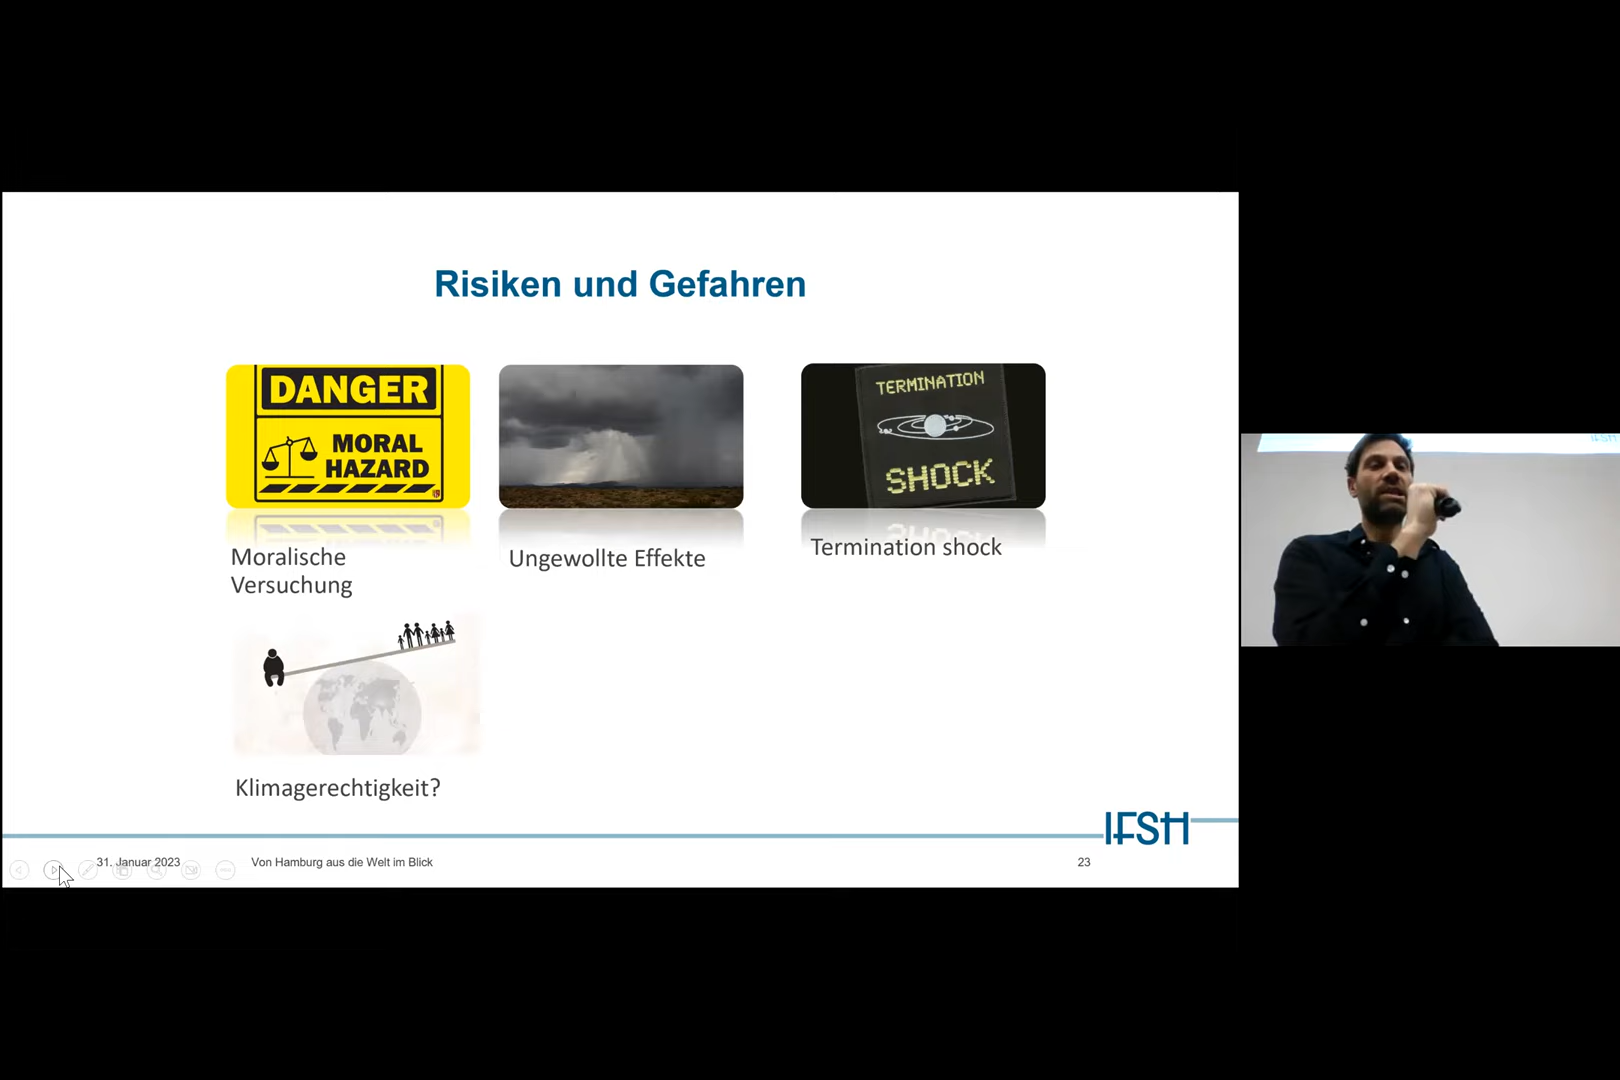 Risiken und Gefahren
DANGER
MORAL
HAZARD
TERMINATION
SHOCK
Moralische
Versuchung
Ungewollte Effekte
Termination shock
Klimagerechtigkeit?
IFSH
31. Januar 2023
Von Hamburg aus die Welt im Blick
23
IFSH